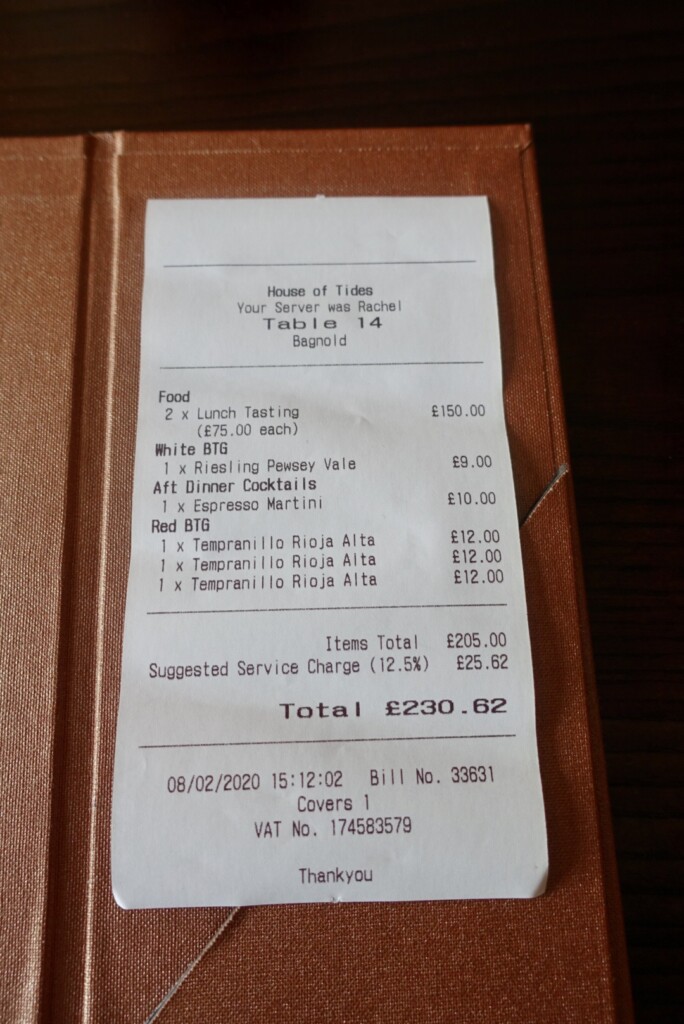 House of Tides
Your Server was Rachel
Table 14
Bagnold
Food
2 x Lunch Tasting £150.00
(£75.00 each)
White BTG
1 x Riesling Pewsey Vale £9.00
Aft Dinner Cocktails
1 x Espresso Martini £10.00
Red BTG
1 x Tempranillo Rioja Alta £12.00
1 x Tempranillo Rioja Alta £12.00
1 x Tempranillo Rioja Alta £12.00
Items Total £205.00
Suggested Service Charge (12.5%) £25.62
Total £230.62
08/02/2020 15:12:02 Bill No. 33631
Covers 1
VAT No. 174583579
Thankyou